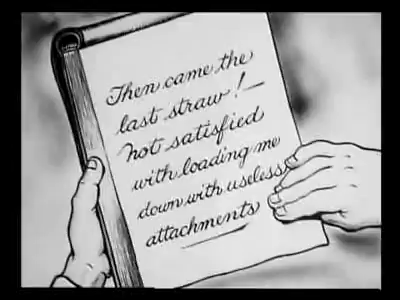 Then came the
last straw! —
not satisfied
with loading me
down with useless
attachments